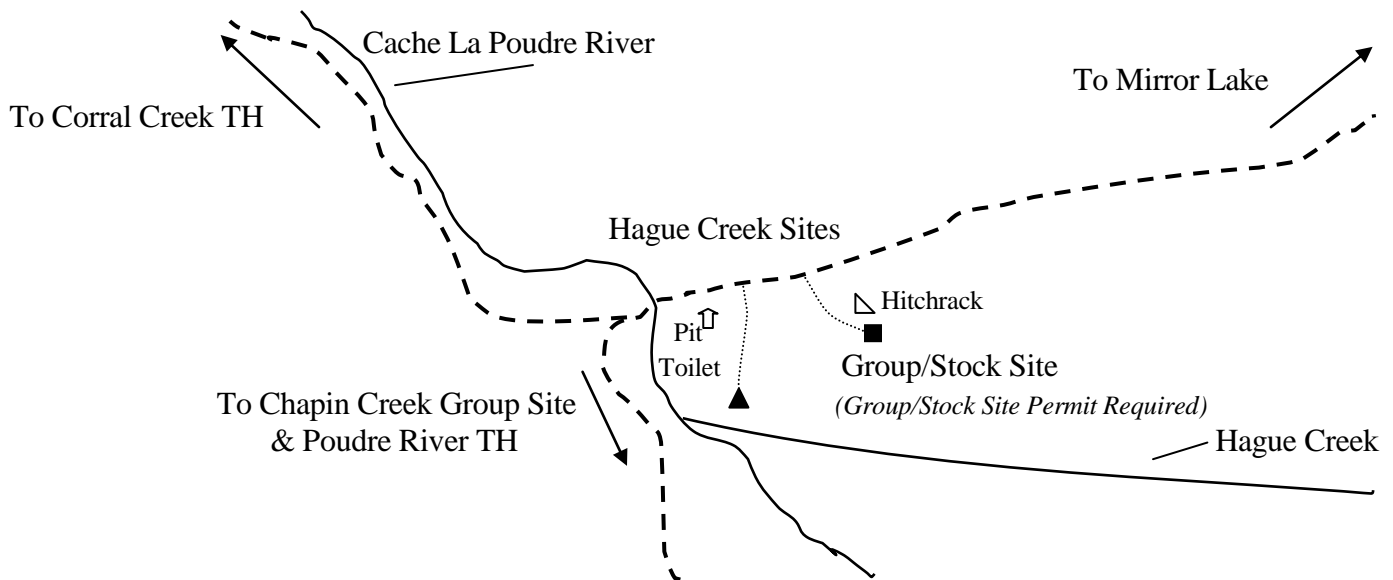 Cache La Poudre River
To Mirror Lake
To Corral Creek TH
Hague Creek Sites
Hitchrack
Pit
Toilet
Group/Stock Site
(Group/Stock Site Permit Required)
To Chapin Creek Group Site
& Poudre River TH
Hague Creek